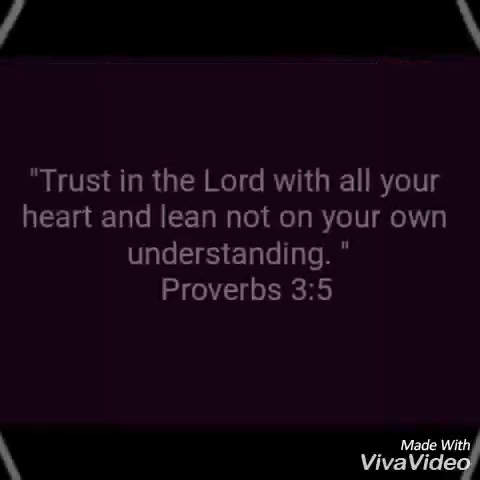 "Trust in the Lord with all your
heart and lean not on your own
understanding. "
Proverbs 3:5
Made With
VivaVideo